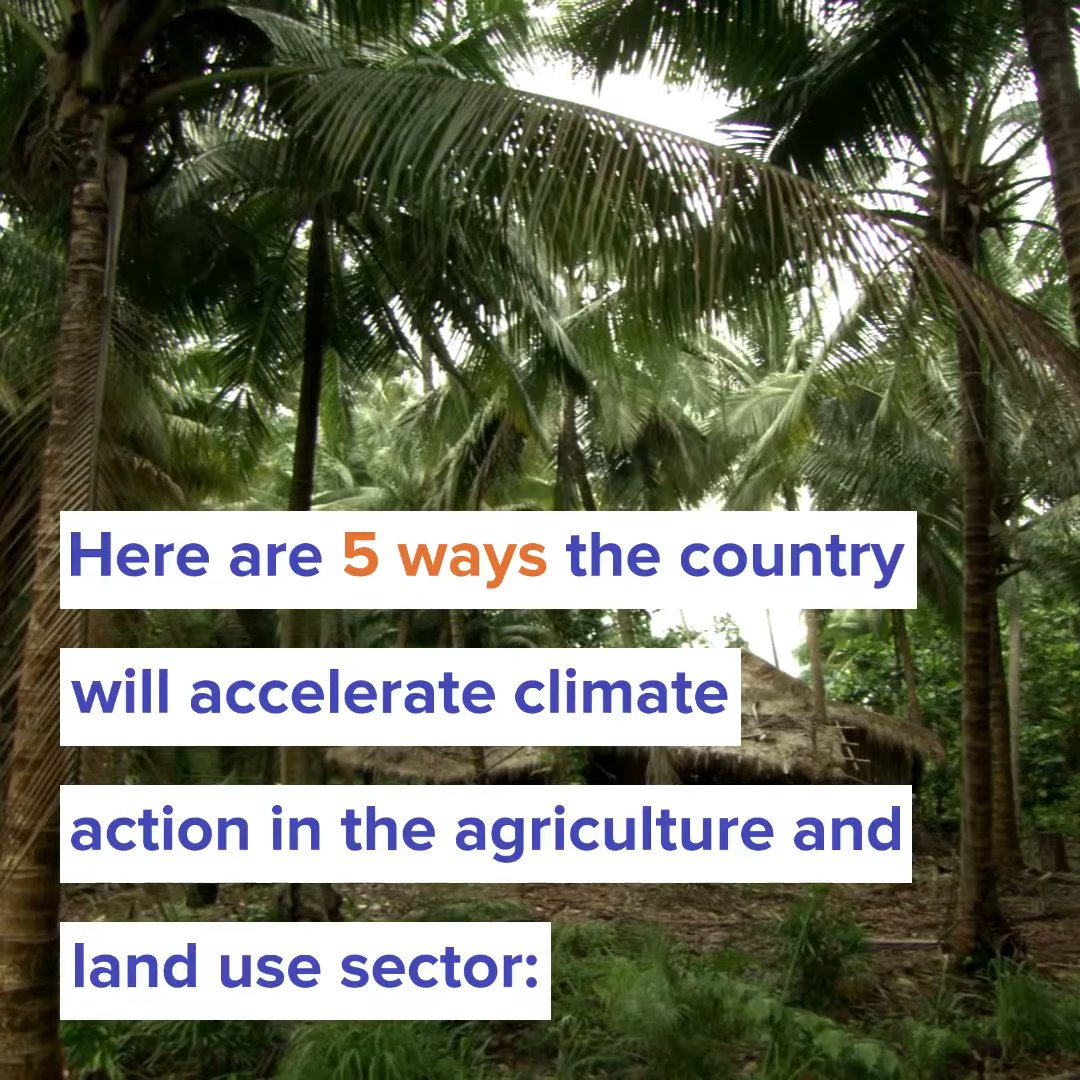 Here are 5 ways the country
will accelerate climate
action in the agriculture and
land use sector: